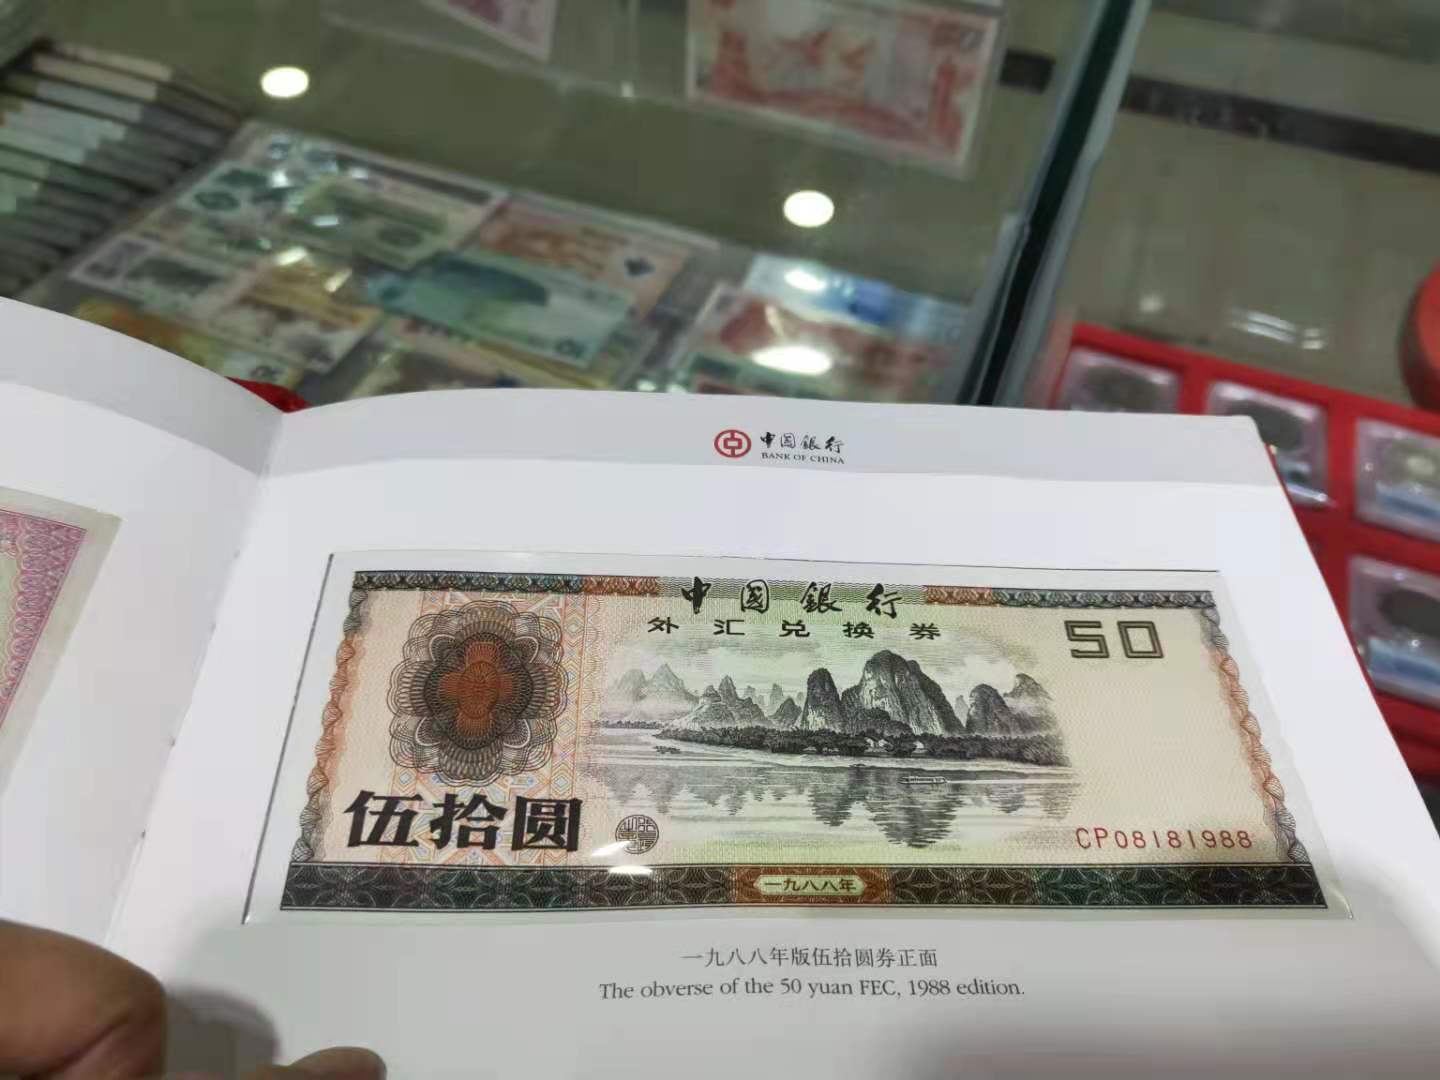 中国銀行
BANK OF CHINA
中国銀行
外汇兑换券
50
伍拾圆
CP08181988
一九八八年
一九八八年版伍拾圆券正面
The obverse of the 50 yuan FEC, 1988 edition.